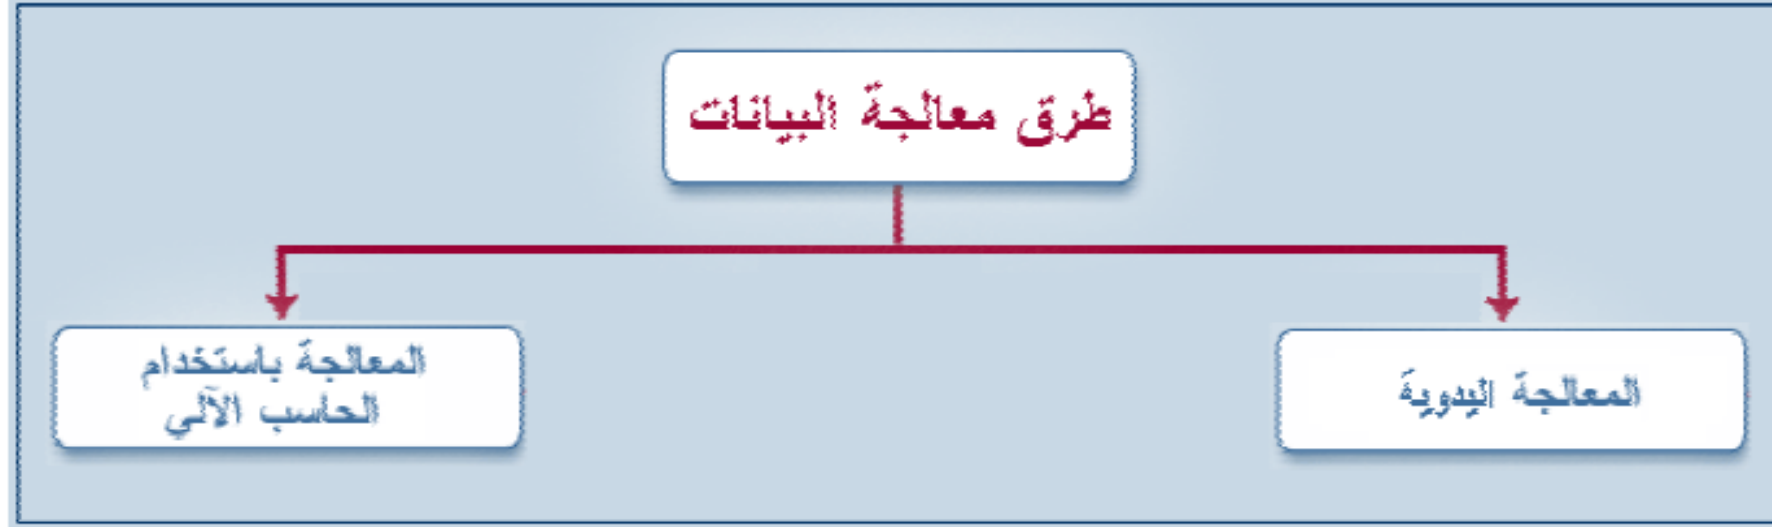 طرق معالجة البيانات
المعالجة اليدوية
المعالجة باستخدام
الحاسب الآلي